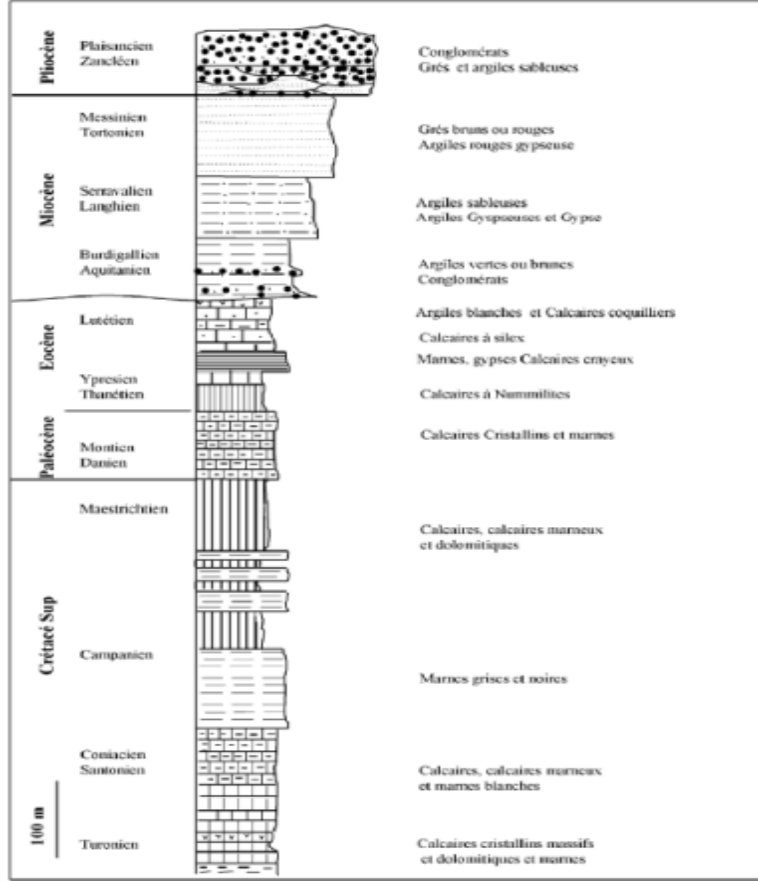 Pliocène
Plaisancien
Zancléen
Conglomérats
Grés et argiles sableuses
Miocène
Messinien
Tortonien
Grés bruns ou rouges
Argiles rouges gypseuse
Serravalien
Langhien
Argiles sableuses
Argiles Gyspseuses et Gypse
Burdigallien
Aquitanien
Argiles vertes ou brunes
Conglomérats
Eocène
Lutétien
Argiles blanches et Calcaires coquilliers
Calcaires à silex
Marnes, gypses Calcaires crayeux
Ypresien
Thanétien
Calcaires à Nummilites
Paléocène
Montien
Danien
Calcaires Cristallins et marnes
Crétacé Sup
Maestrichtien
Calcaires, calcaires marneux
et dolomitiques
Campanien
Marnes grises et noires
Coniacien
Santonien
Calcaires, calcaires marneux
et marnes blanches
100 m
Turonien
Calcaires cristallins massifs
et dolomitiques et marnes